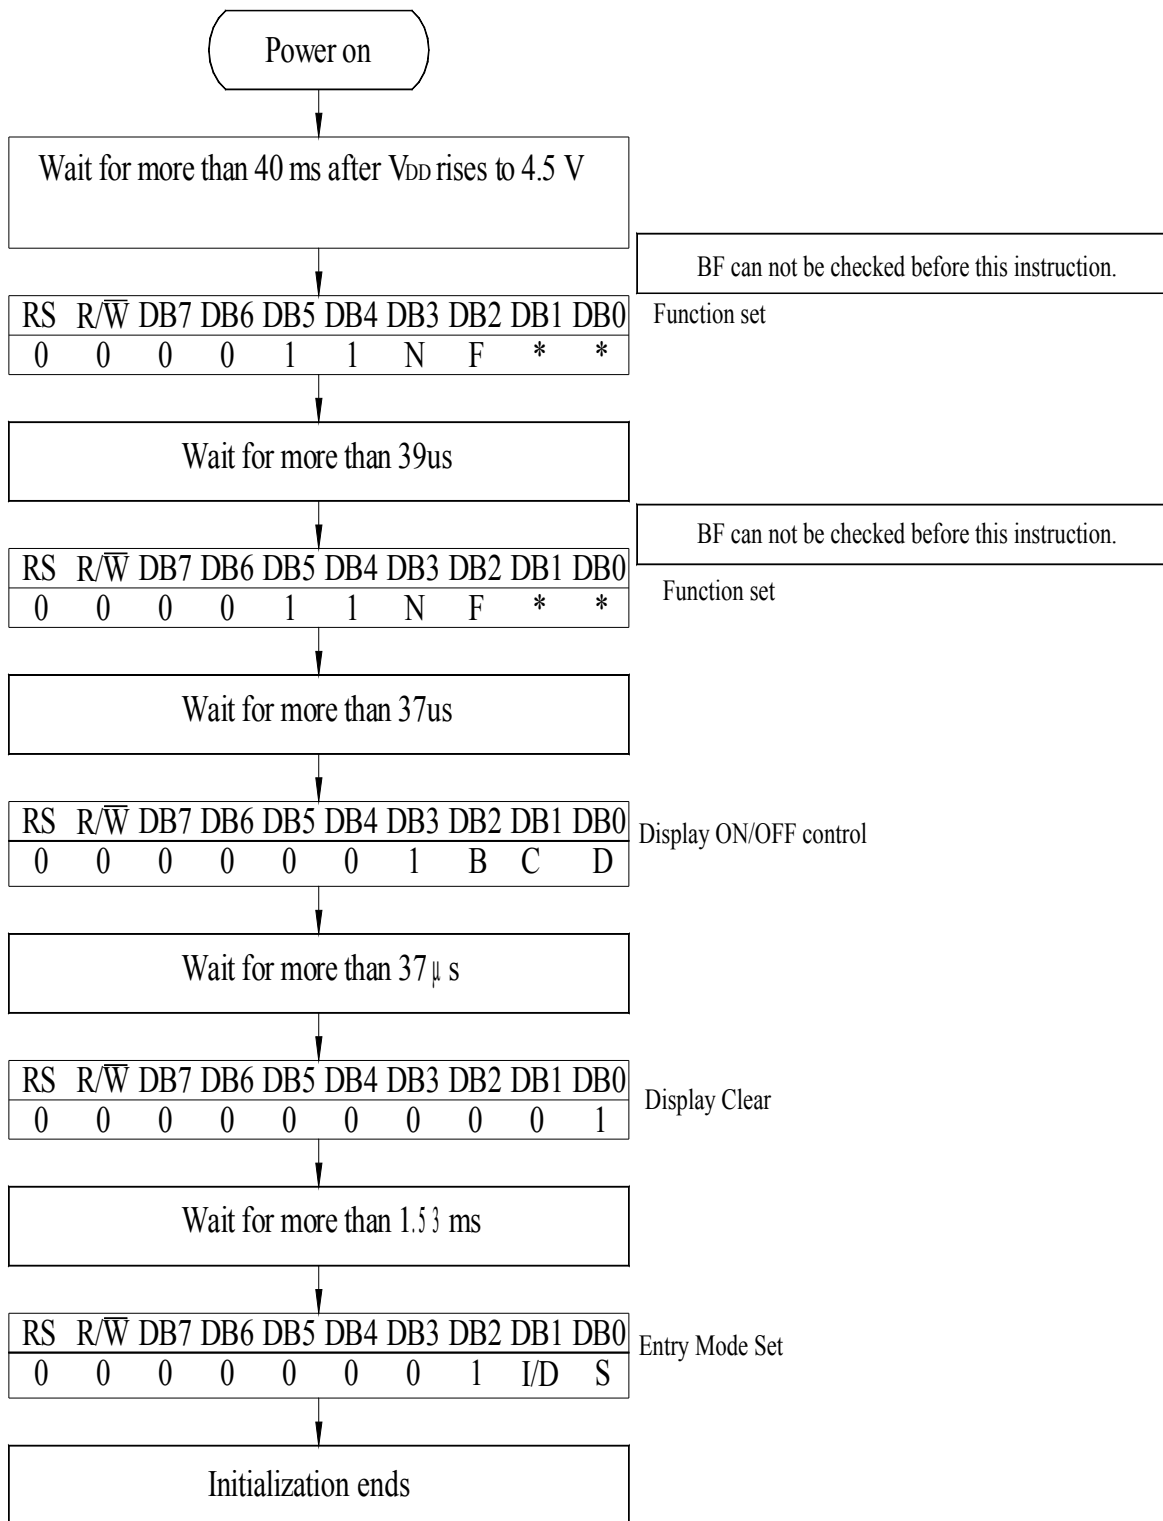 Power on
Wait for more than 40 ms after VDD rises to 4.5 V
BF can not be checked before this instruction.
RS R/W̅ DB7 DB6 DB5 DB4 DB3 DB2 DB1 DB0
Function set
0 0 0 0 1 1 N F * *
Wait for more than 39us
BF can not be checked before this instruction.
RS R/W̅ DB7 DB6 DB5 DB4 DB3 DB2 DB1 DB0
Function set
0 0 0 0 1 1 N F * *
Wait for more than 37us
RS R/W̅ DB7 DB6 DB5 DB4 DB3 DB2 DB1 DB0
Display ON/OFF control
0 0 0 0 0 0 1 B C D
Wait for more than 37μ s
RS R/W̅ DB7 DB6 DB5 DB4 DB3 DB2 DB1 DB0
Display Clear
0 0 0 0 0 0 0 0 0 1
Wait for more than 1.53 ms
RS R/W̅ DB7 DB6 DB5 DB4 DB3 DB2 DB1 DB0
Entry Mode Set
0 0 0 0 0 0 0 1 I/D S
Initialization ends